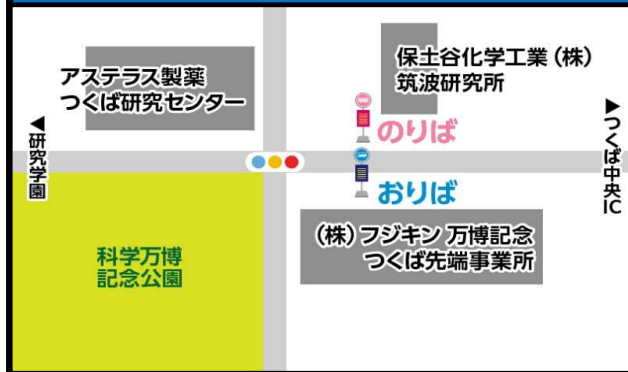 アステラス製薬
つくば研究センター
保土谷化学工業(株)
筑波研究所
のりば
◀研究学園
▶つくば中央IC
おりば
(株)フジキン 万博記念
つくば先端事業所
科学万博
記念公園